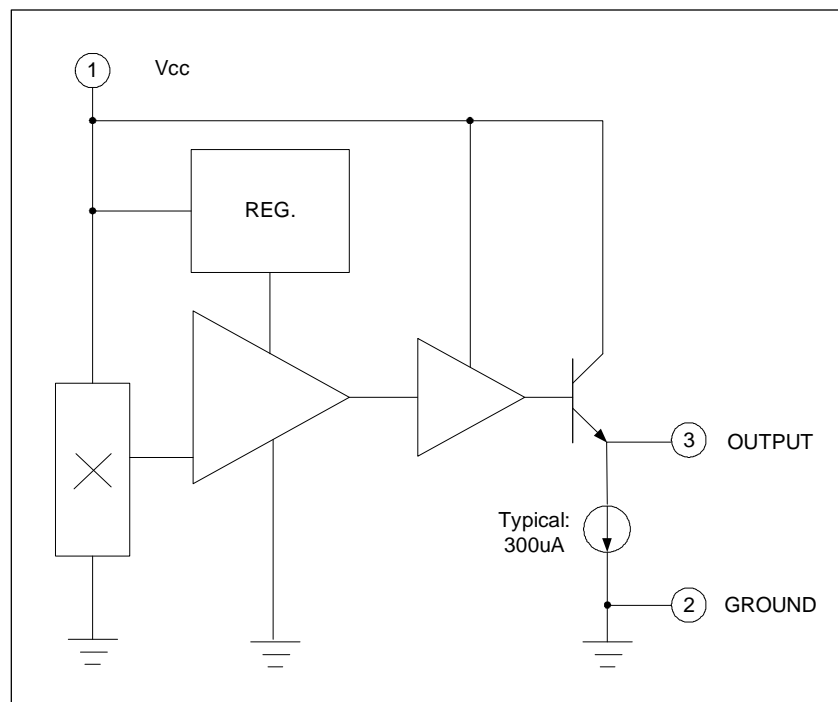 1 Vcc
REG.
3 OUTPUT
Typical:
300uA
2 GROUND